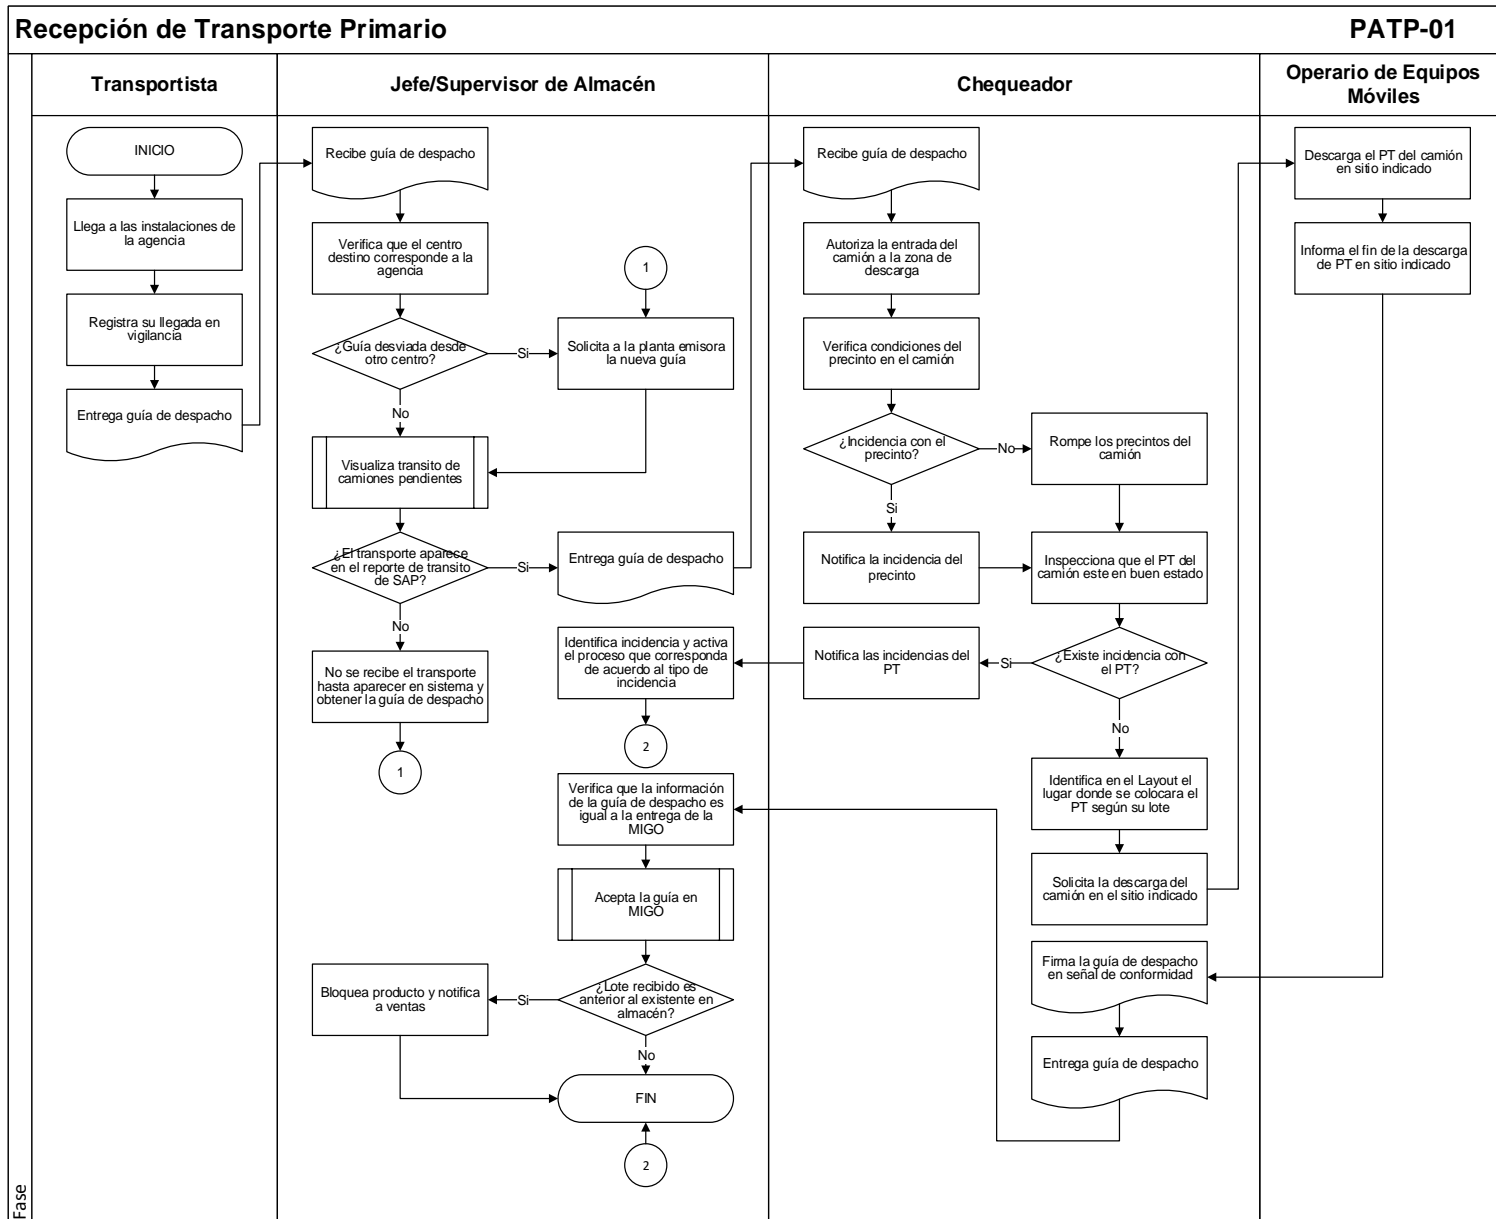 Recepción de Transporte Primario
PATP-01
Fase
Transportista
Jefe/Supervisor de Almacén
Chequeador
Operario de Equipos
Móviles
INICIO
Llega a las instalaciones de
la agencia
Registra su llegada en
vigilancia
Entrega guía de despacho
Recibe guía de despacho
Verifica que el centro
destino corresponde a la
agencia
¿Guía desviada desde
otro centro?
Si
No
1
Solicita a la planta emisora
la nueva guía
Visualiza transito de
camiones pendientes
¿El transporte aparece
en el reporte de transito
de SAP?
Si
No
Entrega guía de despacho
No se recibe el transporte
hasta aparecer en sistema y
obtener la guía de despacho
1
Identifica incidencia y activa
el proceso que corresponda
de acuerdo al tipo de
incidencia
2
Verifica que la información
de la guía de despacho es
igual a la entrega de la
MIGO
Acepta la guía en
MIGO
¿Lote recibido es
anterior al existente en
almacén?
Si
No
Bloquea producto y notifica
a ventas
FIN
2
Recibe guía de despacho
Autoriza la entrada del
camión a la zona de
descarga
Verifica condiciones del
precinto en el camión
¿Incidencia con el
precinto?
No
Si
Rompe los precintos del
camión
Notifica la incidencia del
precinto
Inspecciona que el PT del
camión este en buen estado
¿Existe incidencia con
el PT?
Si
No
Notifica las incidencias del
PT
Identifica en el Layout el
lugar donde se colocara el
PT según su lote
Solicita la descarga del
camión en el sitio indicado
Firma la guía de despacho
en señal de conformidad
Entrega guía de despacho
Descarga el PT del camión
en sitio indicado
Informa el fin de la descarga
de PT en sitio indicado